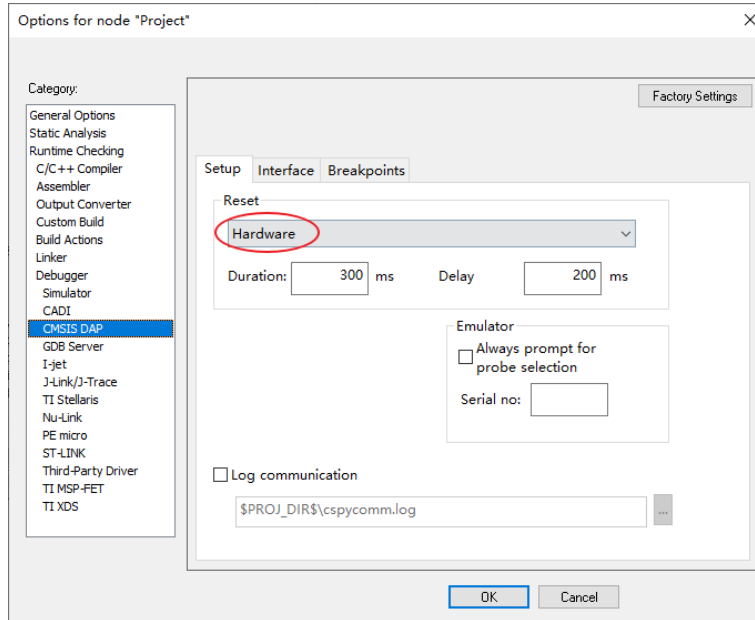 Options for node "Project"
Category:
General Options
Static Analysis
Runtime Checking
C/C++ Compiler
Assembler
Output Converter
Custom Build
Build Actions
Linker
Debugger
Simulator
CADI
CMSIS DAP
GDB Server
I-jet
J-Link/J-Trace
TI Stellaris
Nu-Link
PE micro
ST-LINK
Third-Party Driver
TI MSP-FET
TI XDS
Factory Settings
Setup Interface Breakpoints
Reset
Hardware
Duration: 300 ms Delay 200 ms
Emulator
Always prompt for
probe selection
Serial no:
Log communication
$PROJ_DIR$\cspycomm.log
...
OK Cancel